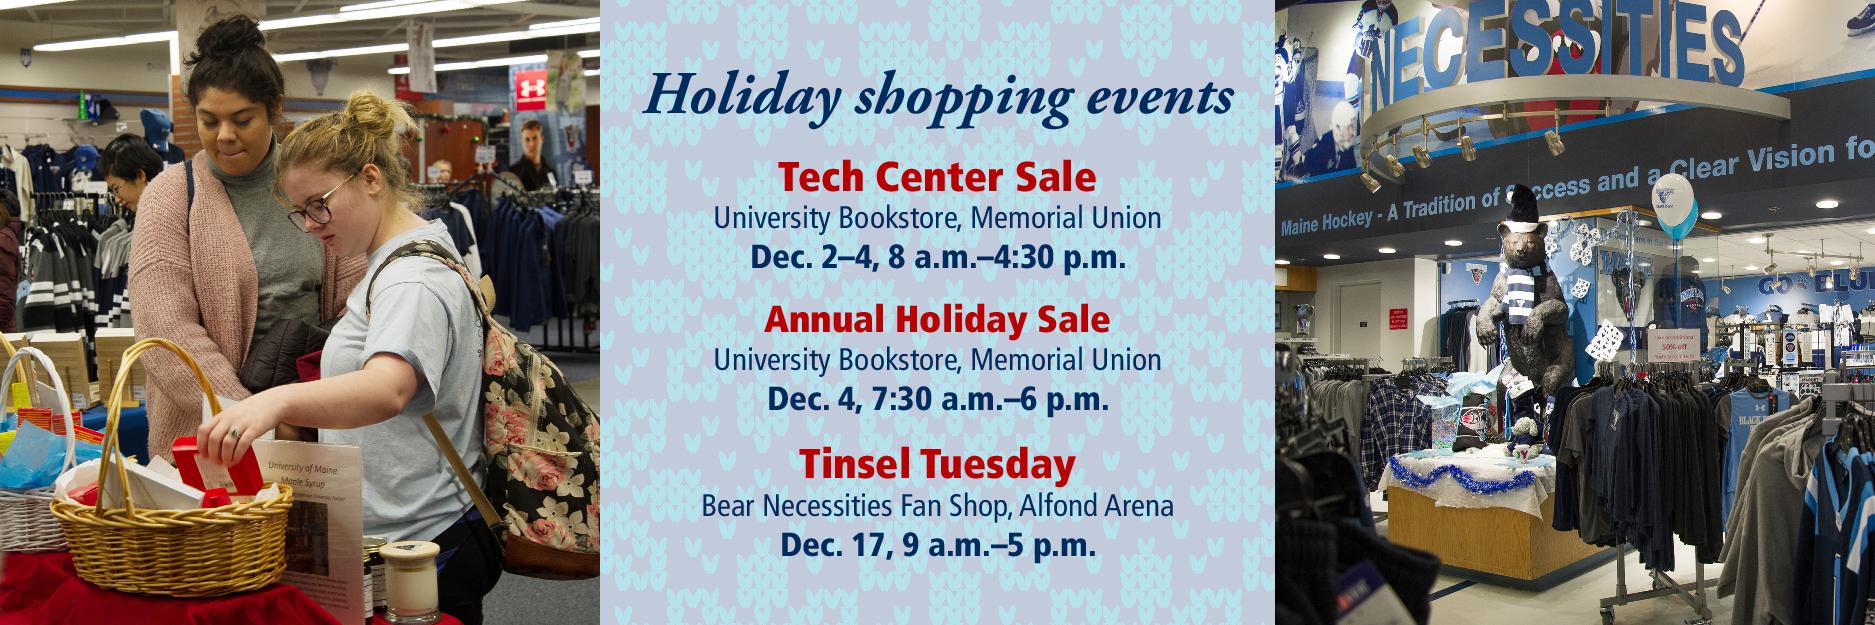 Holiday shopping events
Tech Center Sale
University Bookstore, Memorial Union
Dec. 2–4, 8 a.m.–4:30 p.m.
Annual Holiday Sale
University Bookstore, Memorial Union
Dec. 4, 7:30 a.m.–6 p.m.
Tinsel Tuesday
Bear Necessities Fan Shop, Alfond Arena
Dec. 17, 9 a.m.–5 p.m.
University of Maine
Maple Syrup
NECESSITIES
Maine Hockey - A Tradition of Success and a Clear Vision fo
GO BLU
50% off
BLACK